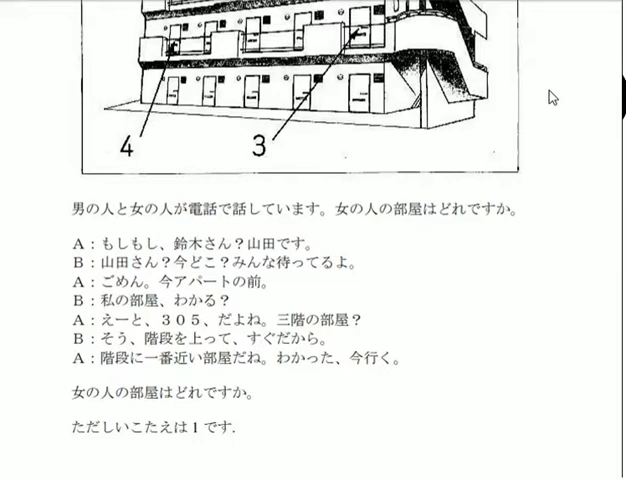 4
3
男の人と女の人が電話で話しています。女の人の部屋はどれですか。
Ａ：もしもし、鈴木さん？山田です。
Ｂ：山田さん？今どこ？みんな待ってるよ。
Ａ：ごめん。今アパートの前。
Ｂ：私の部屋、わかる？
Ａ：えーと、３０５、だよね。三階の部屋？
Ｂ：そう、階段を上って、すぐだから。
Ａ：階段に一番近い部屋だね。わかった、今行く。
女の人の部屋はどれですか。
ただしいこたえは 1 です.